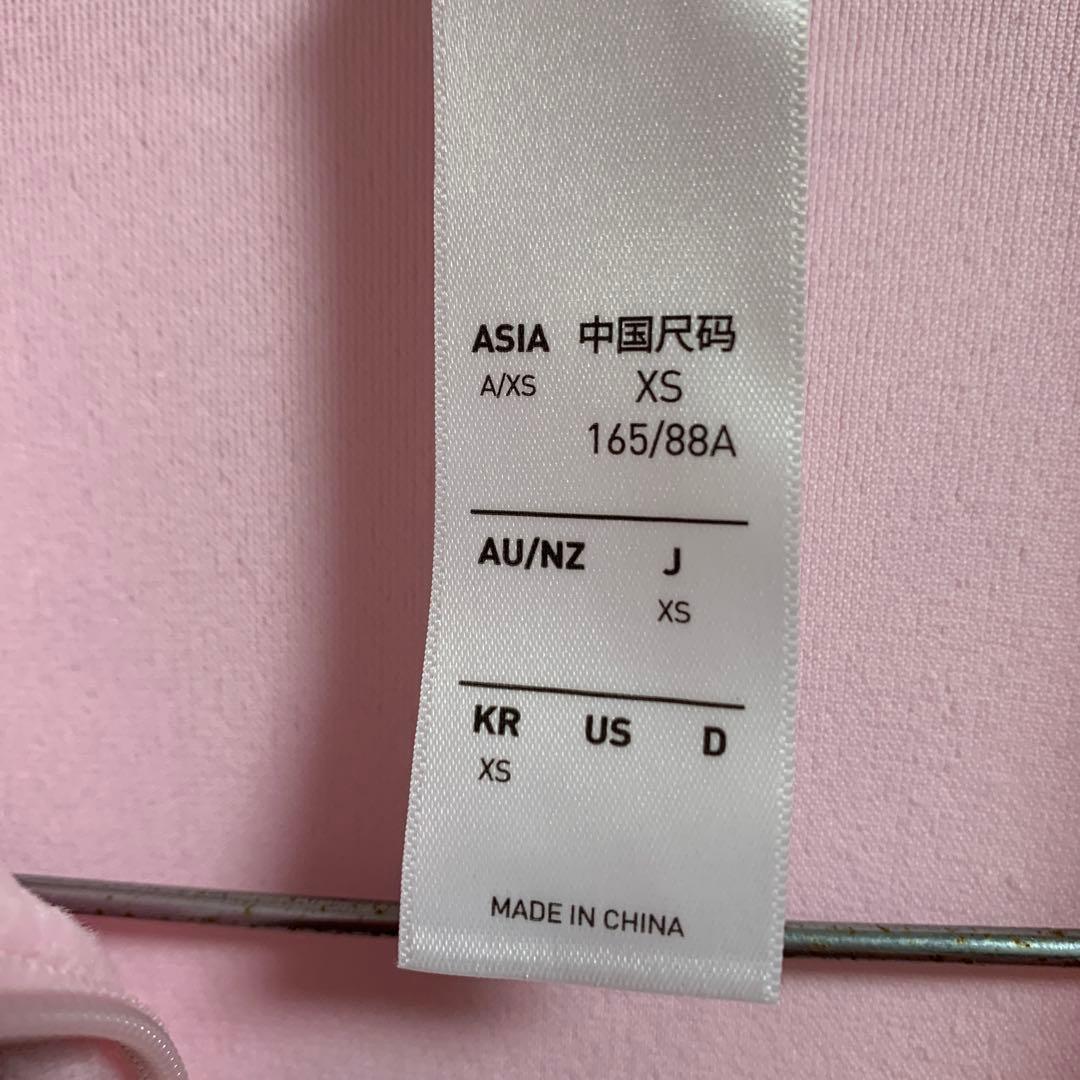 ASIA 中国尺码
A/XS XS
165/88A
AU/NZ J
XS
KR US D
XS
MADE IN CHINA